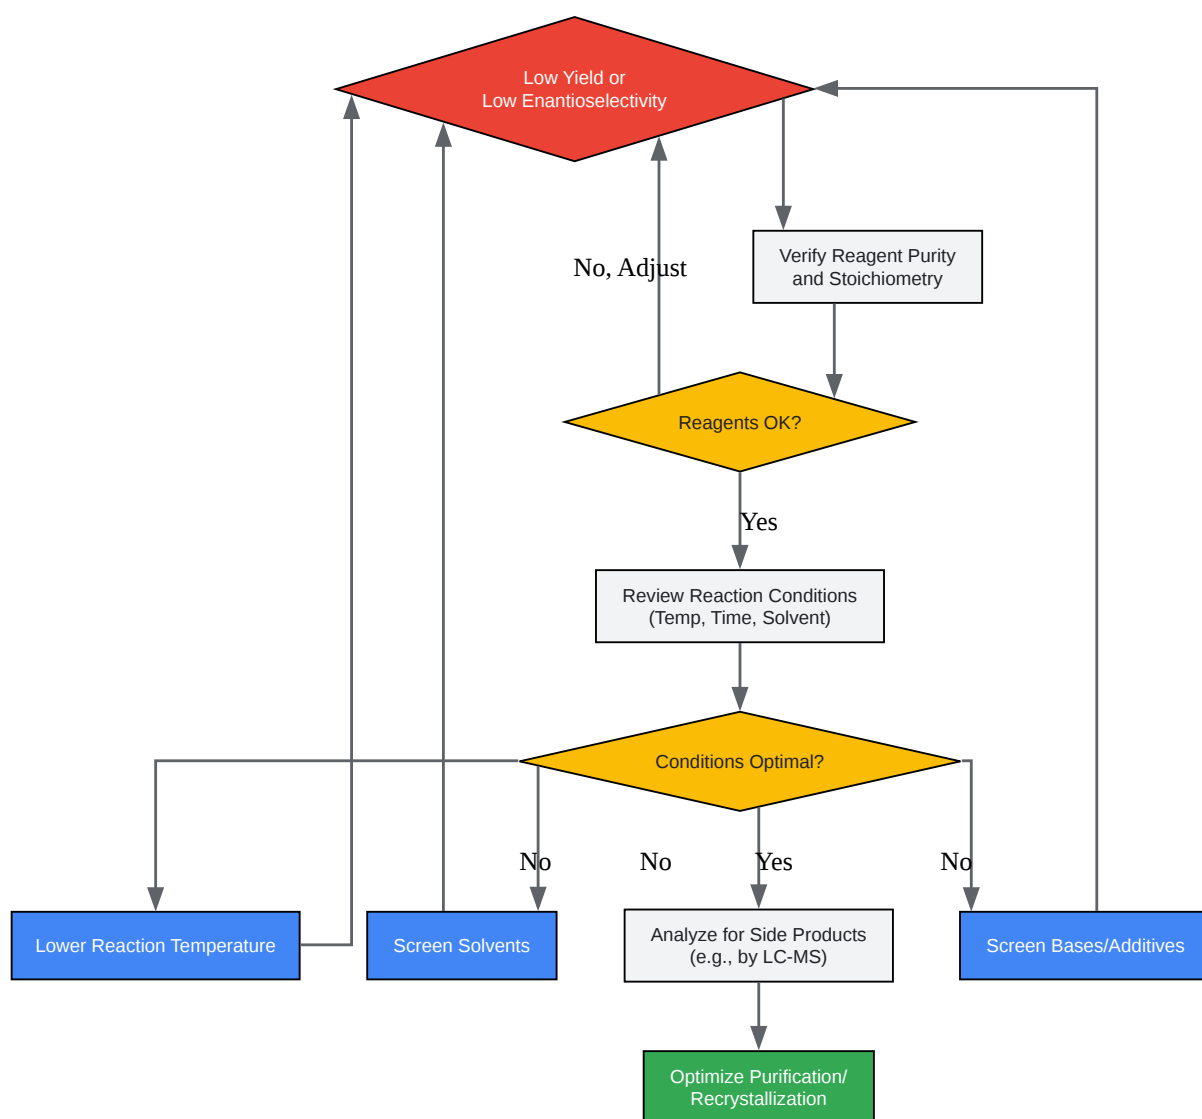 Low Yield or
Low Enantioselectivity
Verify Reagent Purity
and Stoichiometry
No, Adjust
Reagents OK?
Yes
Review Reaction Conditions
(Temp, Time, Solvent)
Conditions Optimal?
No
No
Yes
No
Lower Reaction Temperature
Screen Solvents
Analyze for Side Products
(e.g., by LC-MS)
Screen Bases/Additives
Optimize Purification/
Recrystallization